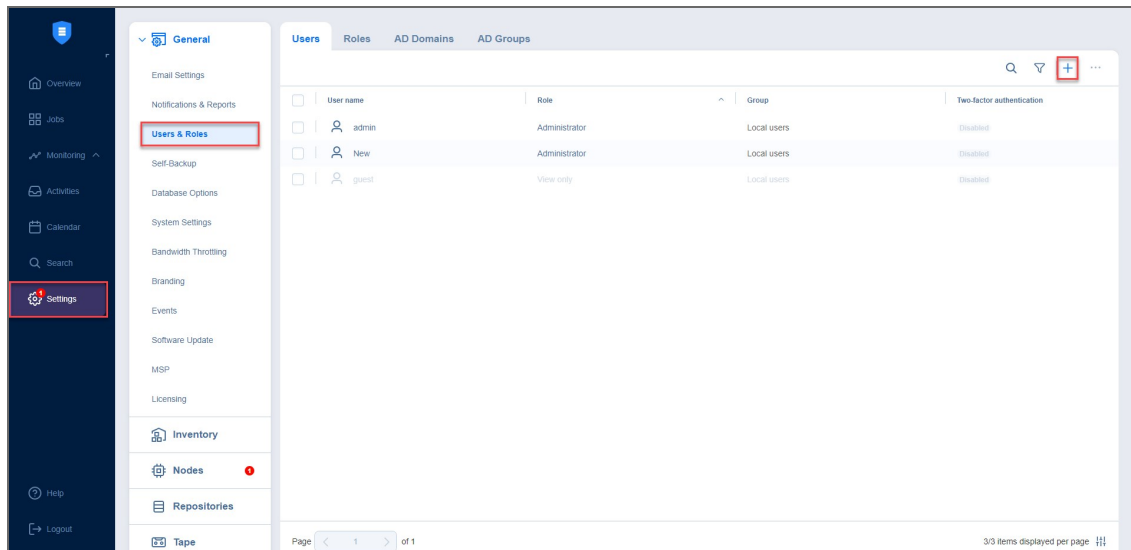 Overview
Jobs
Monitoring
Activities
Calendar
Search
1
Settings
Help
Logout
General
Email Settings
Notifications & Reports
Users & Roles
Self-Backup
Database Options
System Settings
Bandwidth Throttling
Branding
Events
Software Update
MSP
Licensing
Inventory
Nodes 1
Repositories
Tape
Users Roles AD Domains AD Groups
User name Role Group Two-factor authentication
admin Administrator Local users Disabled
New Administrator Local users Disabled
guest View only Local users Disabled
Page 1 of 1 3/3 items displayed per page